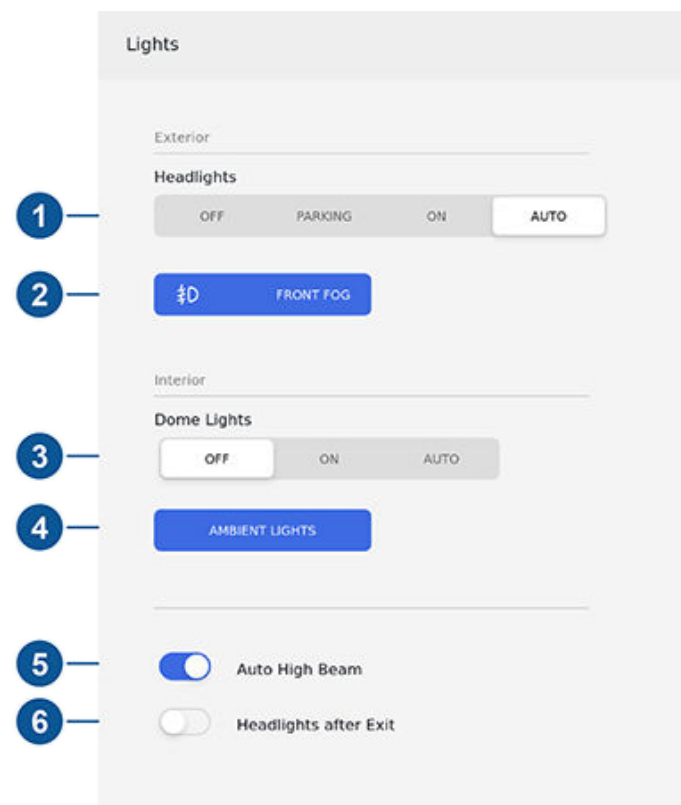 Lights
Exterior
Headlights
1 OFF PARKING ON AUTO
2 FRONT FOG
Interior
Dome Lights
3 OFF ON AUTO
4 AMBIENT LIGHTS
5 Auto High Beam
6 Headlights after Exit